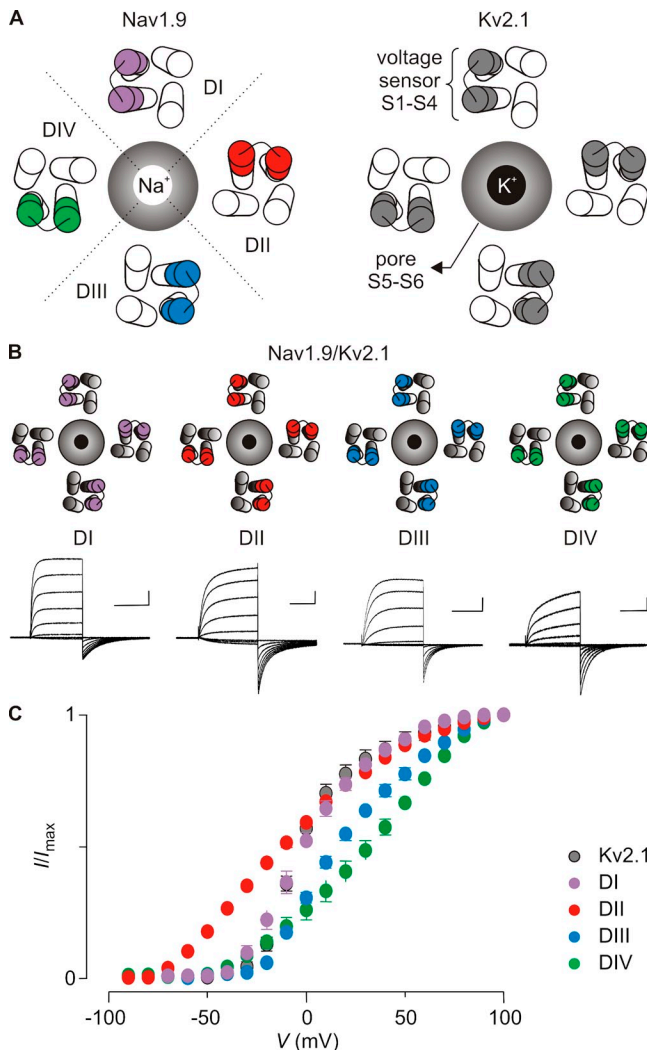 A
Nav1.9
Kv2.1
DI
voltage
sensor
S1-S4
DIV
Na+
K+
DII
pore
S5-S6
DIII
B
Nav1.9/Kv2.1
DI
DII
DIII
DIV
C
1
I/Imax
0
-100
-50
0
50
100
V (mV)
Kv2.1
DI
DII
DIII
DIV